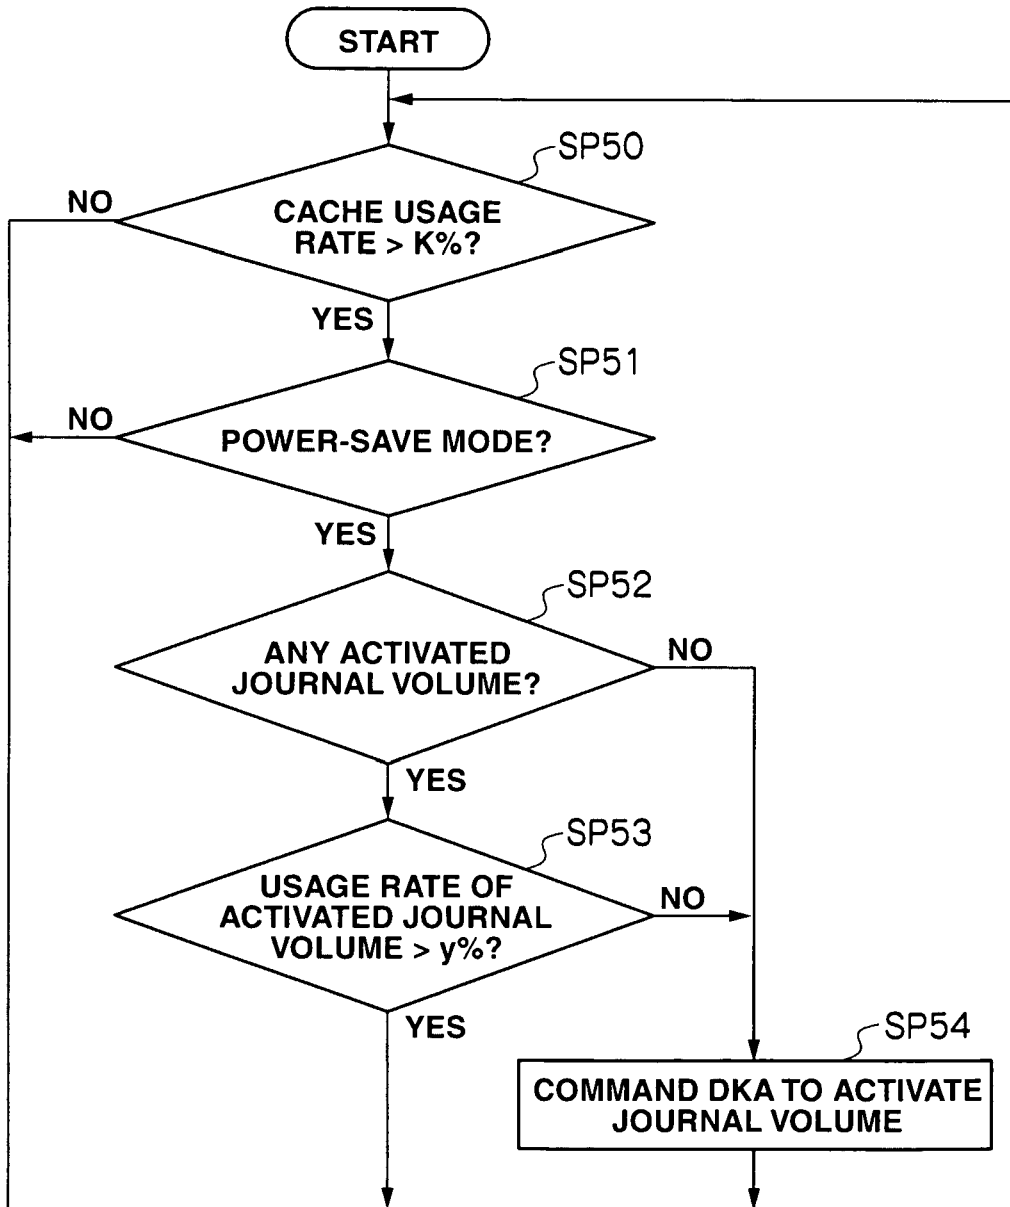 START
SP50
NO
CACHE USAGE
RATE > K%?
YES
SP51
NO
POWER-SAVE MODE?
YES
SP52
ANY ACTIVATED
JOURNAL VOLUME?
NO
YES
SP53
USAGE RATE OF
ACTIVATED JOURNAL
VOLUME > y%?
NO
YES
SP54
COMMAND DKA TO ACTIVATE
JOURNAL VOLUME